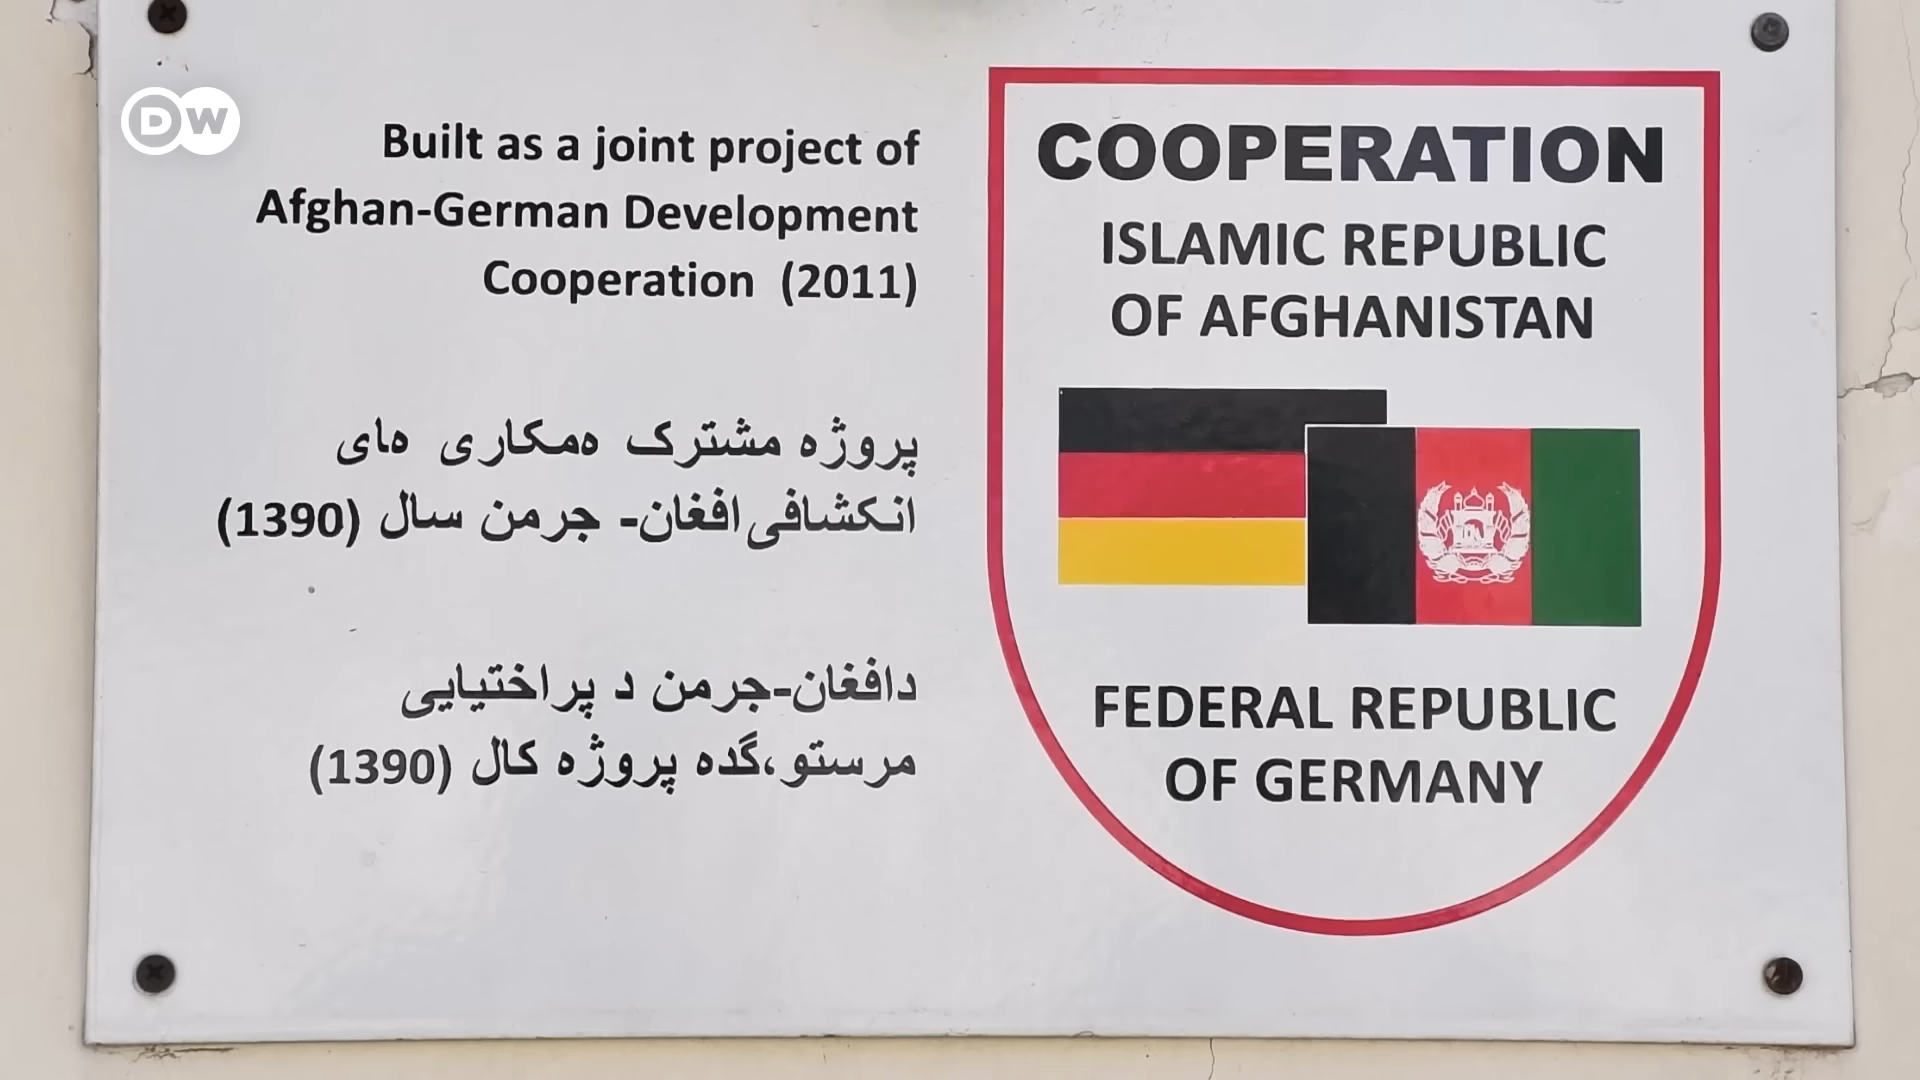 DW
Built as a joint project of
Afghan-German Development
Cooperation (2011)
پروژه مشترک همکاری های
انکشافی افغان- جرمن سال (1390)
دافغان-جرمن د پراختیایی
مرستو،گده پروژه کال (1390)
COOPERATION
ISLAMIC REPUBLIC
OF AFGHANISTAN
FEDERAL REPUBLIC
OF GERMANY